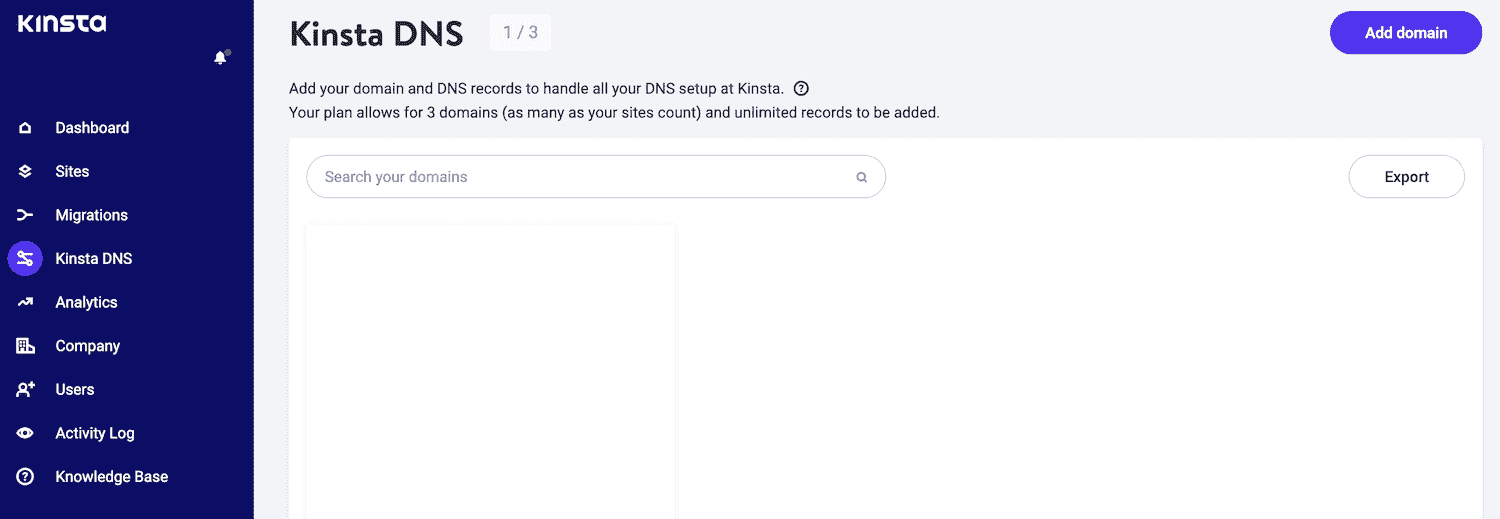 Kinsta
Dashboard
Sites
Migrations
Kinsta DNS
Analytics
Company
Users
Activity Log
Knowledge Base
Kinsta DNS
1 / 3
Add domain
Add your domain and DNS records to handle all your DNS setup at Kinsta.
Your plan allows for 3 domains (as many as your sites count) and unlimited records to be added.
Search your domains
Export